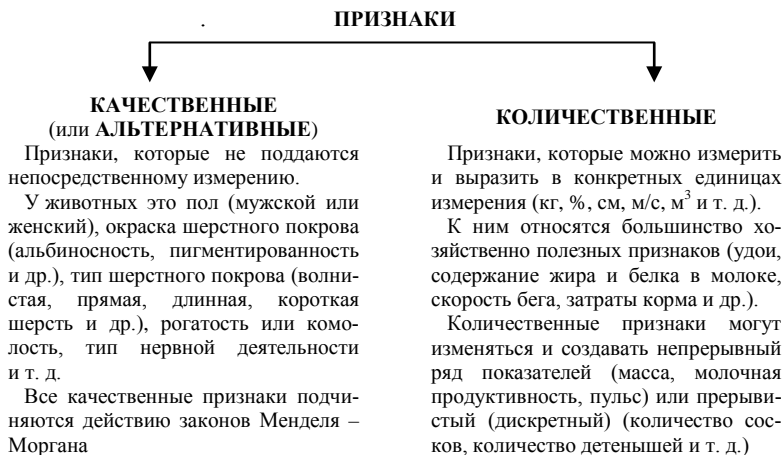 ПРИЗНАКИ
КАЧЕСТВЕННЫЕ
(или АЛЬТЕРНАТИВНЫЕ)
Признаки, которые не поддаются
непосредственному измерению.
У животных это пол (мужской или
женский), окраска шерстного покрова
(альбиносность, пигментированность
и др.), тип шерстного покрова (волни-
стая, прямая, длинная, короткая
шерсть и др.), рогатость или комо-
лость, тип нервной деятельности
и т. д.
Все качественные признаки подчи-
няются действию законов Менделя –
Моргана
КОЛИЧЕСТВЕННЫЕ
Признаки, которые можно измерить
и выразить в конкретных единицах
измерения (кг, %, см, м/с, м³ и т. д.).
К ним относятся большинство хо-
зяйственно полезных признаков (удои,
содержание жира и белка в молоке,
скорость бега, затраты корма и др.).
Количественные признаки могут
изменяться и создавать непрерывный
ряд показателей (масса, молочная
продуктивность, пульс) или прерыви-
стый (дискретный) (количество сос-
ков, количество детенышей и т. д.)